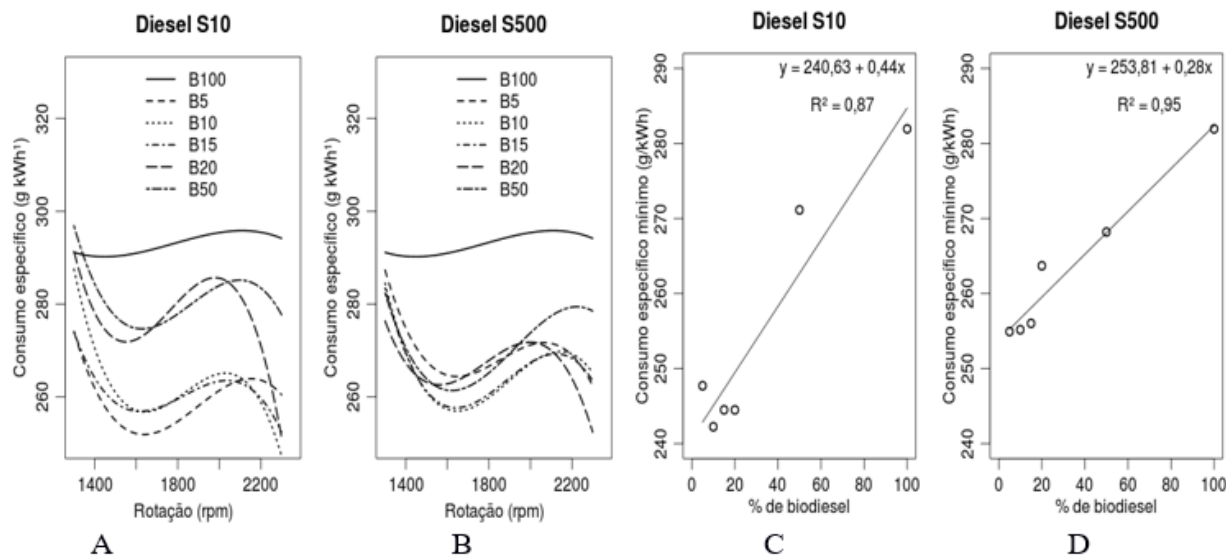 Diesel S10
Consumo específico (g kWh¹)
320
300
280
260
B100
B5
B10
B15
B20
B50
1400
1800
2200
Rotação (rpm)
A
Diesel S500
Consumo específico (g kWh¹)
320
300
280
260
B100
B5
B10
B15
B20
B50
1400
1800
2200
Rotação (rpm)
B
Diesel S10
Consumo específico mínimo (g/kWh)
290
280
270
260
250
240
y = 240,63 + 0,44x
R² = 0,87
0 20 40 60 80 100
% de biodiesel
C
Diesel S500
Consumo específico mínimo (g/kWh)
290
280
270
260
250
240
y = 253,81 + 0,28x
R² = 0,95
0 20 40 60 80 100
% de biodiesel
D